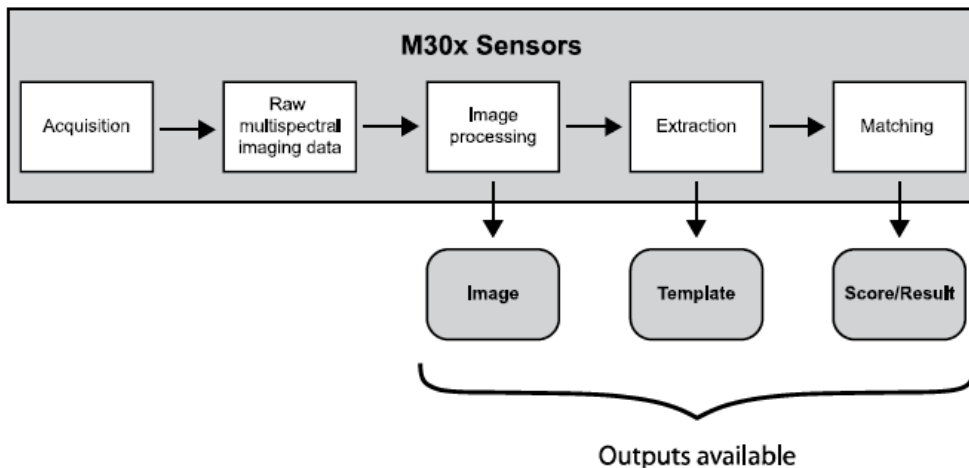 M30x Sensors
Acquisition
Raw
multispectral
imaging data
Image
processing
Extraction
Matching
Image
Template
Score/Result
Outputs available